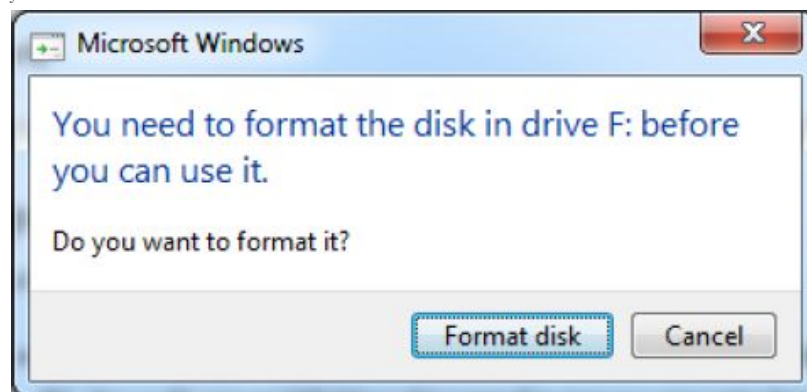 Microsoft Windows
You need to format the disk in drive F: before
you can use it.
Do you want to format it?
Format disk
Cancel